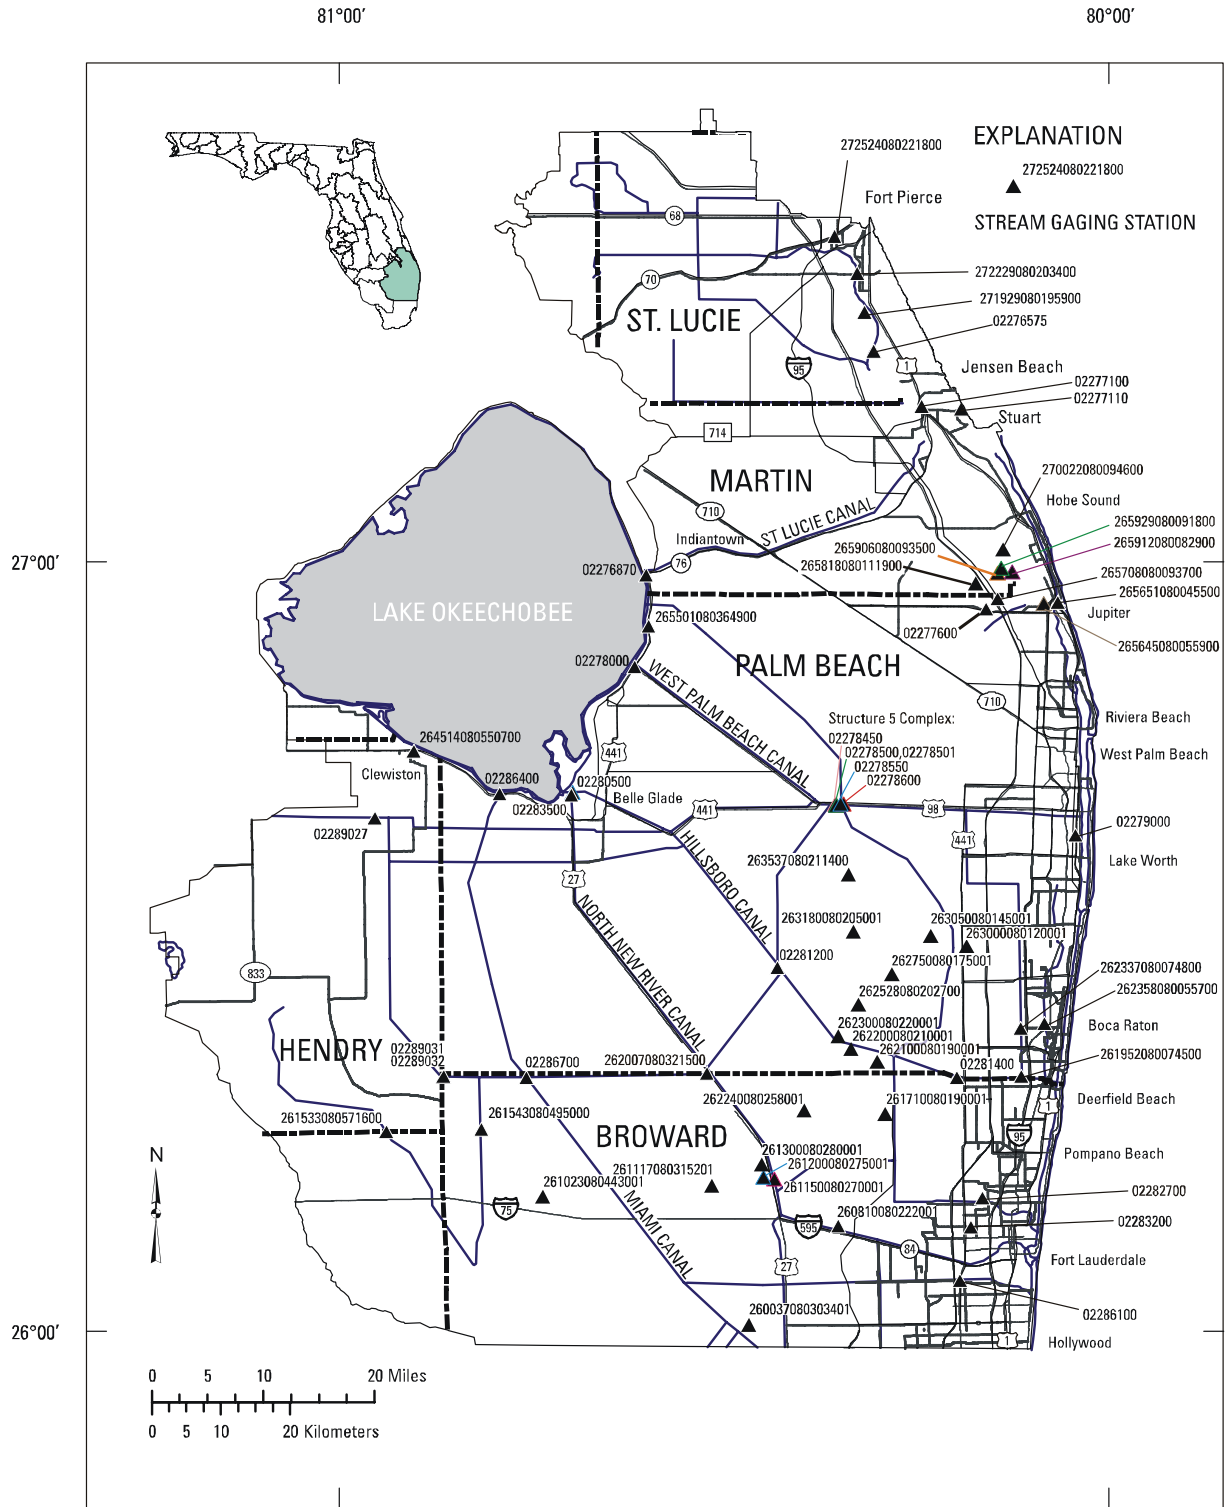 81°00'
80°00'
EXPLANATION
272524080221800
STREAM GAGING STATION
272524080221800
Fort Pierce
68
70
272229080203400
271929080195900
02276575
ST. LUCIE
95
1
Jensen Beach
02277100
02277110
Stuart
714
MARTIN
270022080094600
Hobe Sound
710
ST LUCIE CANAL
265929080091800
Indiantown
76
265906080093500
265912080082900
27°00'
265818080111900
02276870
265708080093700
265651080045500
LAKE OKEECHOBEE
265501080364900
Jupiter
02277600
265645080055900
02278000
PALM BEACH
WEST PALM BEACH CANAL
710
Structure 5 Complex:
Riviera Beach
264514080550700
02278450
441
02278500,02278501
West Palm Beach
Clewiston
02278550
02286400
02280500
02278600
02283500
Belle Glade
441
98
02289027
441
02279000
HILLSBORO CANAL
263537080211400
Lake Worth
27
NORTH NEW RIVER CANAL
263180080205001
263050080145001
263000080120001
02281200
262750080175001
833
262337080074800
262528080202700
262358080055700
262300080220001
Boca Raton
262200080210001
HENDRY
02289031
262100080190001
02289032
02286700
262007080321500
02281400
261952080074500
262240080258001
261710080190001
Deerfield Beach
1
261533080571600
261543080495000
BROWARD
95
N
261300080280001
Pompano Beach
261200080275001
261117080315201
261023080443001
261150080270001
02282700
75
MIAMI CANAL
260810080222001
595
02283200
84
Fort Lauderdale
27
260037080303401
02286100
26°00'
1
Hollywood
0 5 10 20 Miles
0 5 10 20 Kilometers